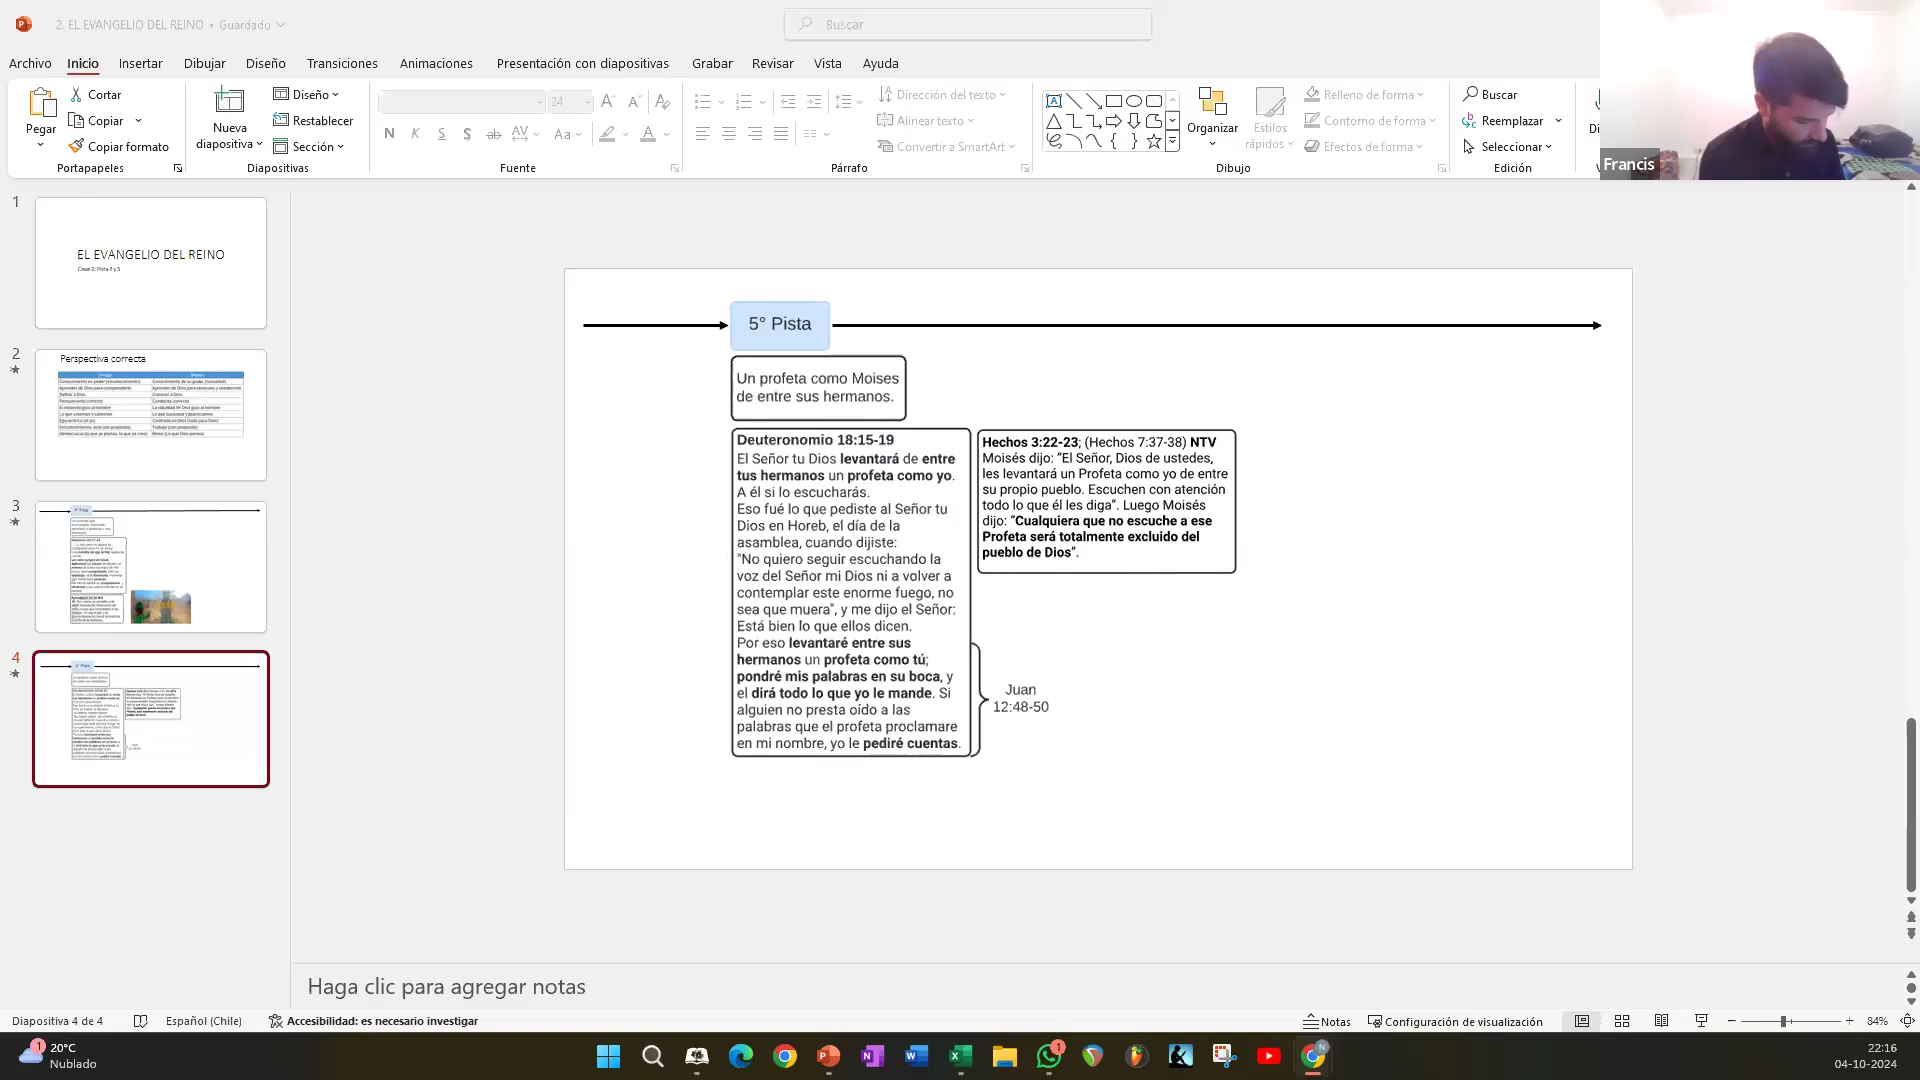 2. EL EVANGELIO DEL REINO • Guardado
Buscar
Archivo
Inicio
Insertar
Dibujar
Diseño
Transiciones
Animaciones
Presentación con diapositivas
Grabar
Revisar
Vista
Ayuda
Pegar
Cortar
Copiar
Copiar formato
Portapapeles
Nueva
diapositiva
Diseño
Restablecer
Sección
Diapositivas
24
N K S S ab AV Aa A
Fuente
Dirección del texto
Alinear texto
Convertir a SmartArt
Párrafo
Organizar
Estilos
rápidos
Relleno de forma
Contorno de forma
Efectos de forma
Dibujo
Buscar
Reemplazar
Seleccionar
Edición
Di
Francis
1
EL EVANGELIO DEL REINO
Clase 2: Pista 4 y 5
2
Perspectiva correcta
3
4
5° Pista
Un profeta como Moises
de entre sus hermanos.
Deuteronomio 18:15-19
El Señor tu Dios levantará de entre
tus hermanos un profeta como yo.
A él si lo escucharás.
Eso fué lo que pediste al Señor tu
Dios en Horeb, el día de la
asamblea, cuando dijiste:
"No quiero seguir escuchando la
voz del Señor mi Dios ni a volver a
contemplar este enorme fuego, no
sea que muera", y me dijo el Señor:
Está bien lo que ellos dicen.
Por eso levantaré entre sus
hermanos un profeta como tú;
pondré mis palabras en su boca, y
el dirá todo lo que yo le mande. Si
alguien no presta oído a las
palabras que el profeta proclamare
en mi nombre, yo le pediré cuentas.
Hechos 3:22-23; (Hechos 7:37-38) NTV
Moisés dijo: “El Señor, Dios de ustedes,
les levantará un Profeta como yo de entre
su propio pueblo. Escuchen con atención
todo lo que él les diga”. Luego Moisés
dijo: “Cualquiera que no escuche a ese
Profeta será totalmente excluido del
pueblo de Dios”.
Juan
12:48-50
Haga clic para agregar notas
Diapositiva 4 de 4
Español (Chile)
Accesibilidad: es necesario investigar
Notas
Configuración de visualización
84%
1
20°C
Nublado
1
22:16
04-10-2024